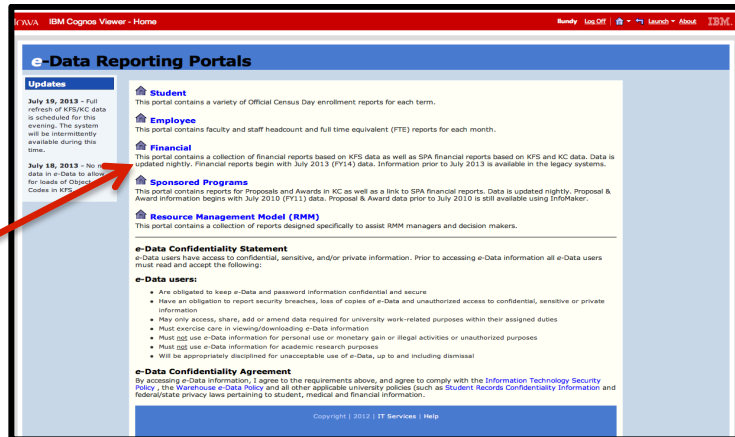 IOWA IBM Cognos Viewer - Home Bundy Log Off Launch About IBM.
e-Data Reporting Portals
Updates
July 19, 2013 - Full
refresh of KFS/KC data
is scheduled for this
evening. The system
will be intermittently
available during this
time.
July 18, 2013 - No
data in e-Data to allow
for loads of Object
Codes in KFS
Student
This portal contains a variety of Official Census Day enrollment reports for each term.
Employee
This portal contains faculty and staff headcount and full time equivalent (FTE) reports for each month.
Financial
This portal contains a collection of financial reports based on KFS data as well as SPA financial reports based on KFS and KC data. Data is
updated nightly. Financial reports begin with July 2013 (FY14) data. Information prior to July 2013 is available in the legacy systems.
Sponsored Programs
This portal contains reports for Proposals and Awards in KC as well as a link to SPA financial reports. Data is updated nightly. Proposal &
Award information begins with July 2010 (FY11) data. Proposal & Award data prior to July 2010 is still available using InfoMaker.
Resource Management Model (RMM)
This portal contains a collection of reports designed specifically to assist RMM managers and decision makers.
e-Data Confidentiality Statement
e-Data users have access to confidential, sensitive, and/or private information. Prior to accessing e-Data information all e-Data users
must read and accept the following:
e-Data users:
• Are obligated to keep e-Data and password information confidential and secure
• Have an obligation to report security breaches, loss of copies of e-Data and unauthorized access to confidential, sensitive or private
information
• May only access, share, add or amend data required for university work-related purposes within their assigned duties
• Must exercise care in viewing/downloading e-Data information
• Must not use e-Data information for personal use or monetary gain or illegal activities or unauthorized purposes
• Must not use e-Data information for academic research purposes
• Will be appropriately disciplined for unacceptable use of e-Data, up to and including dismissal
e-Data Confidentiality Agreement
By accessing e-Data information, I agree to the requirements above, and agree to comply with the Information Technology Security
Policy , the Warehouse e-Data Policy and all other applicable university policies (such as Student Records Confidentiality Information and
federal/state privacy laws pertaining to student, medical and financial information.
Copyright | 2012 | IT Services | Help